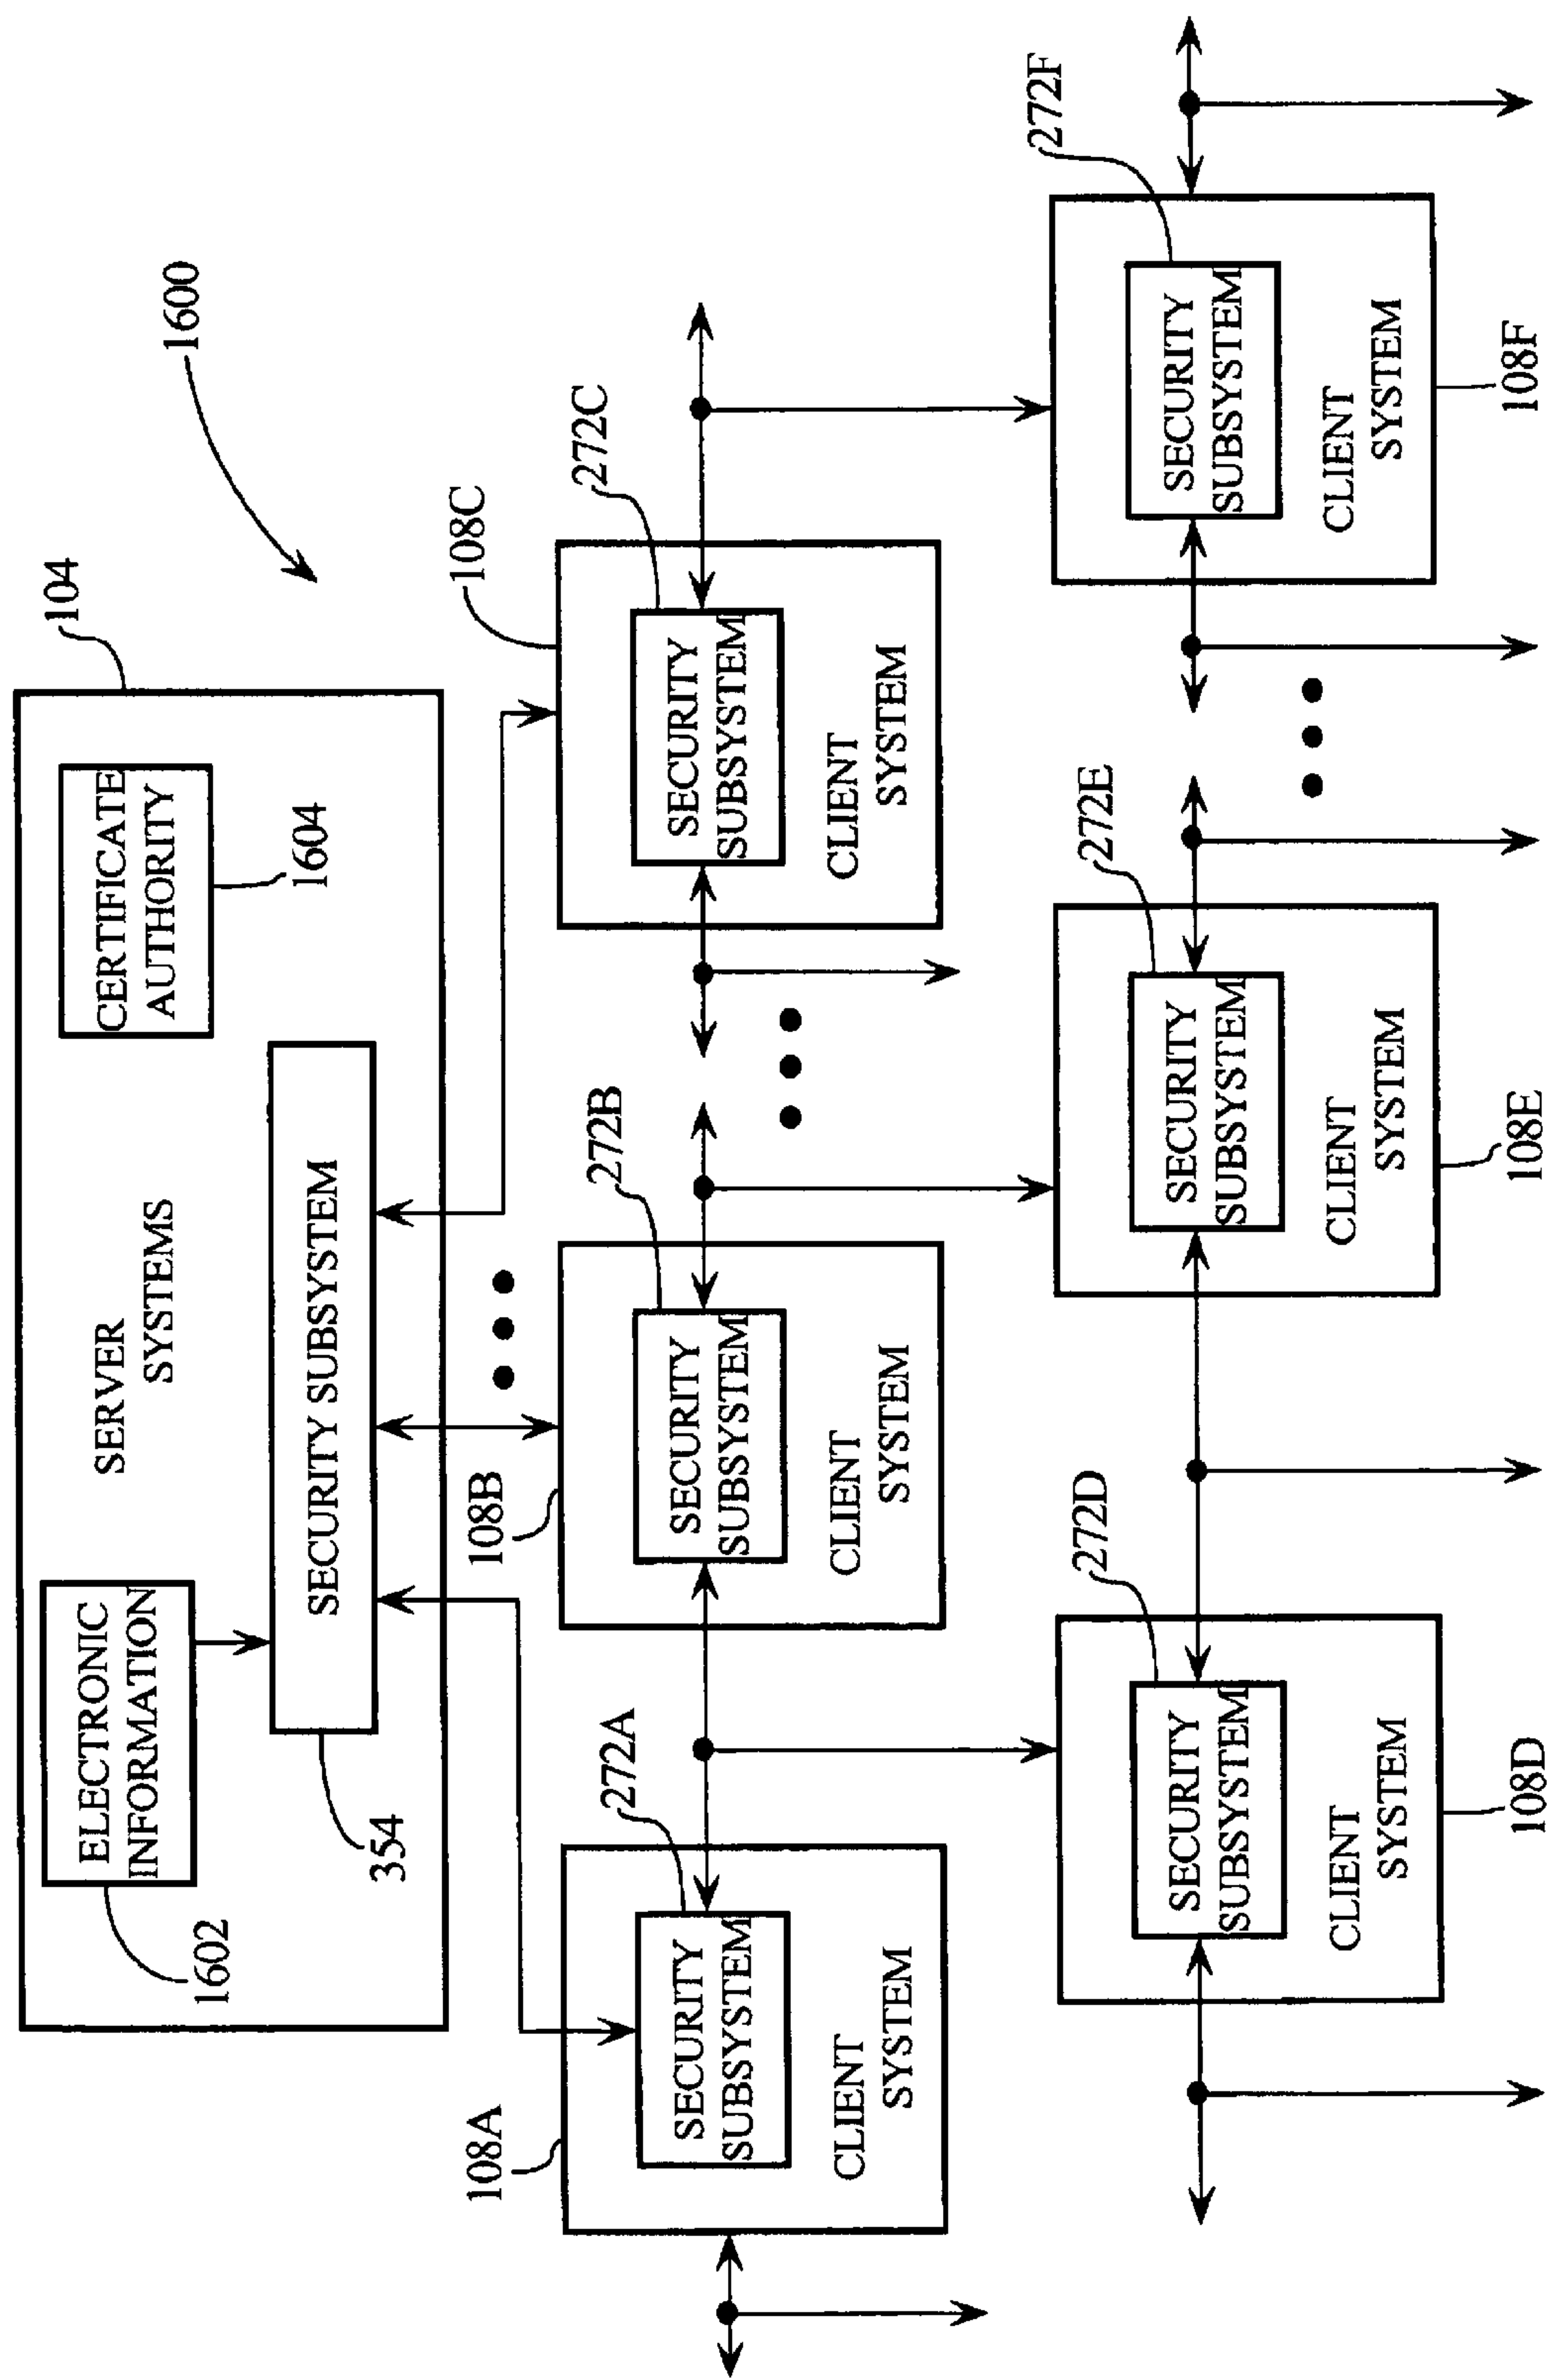 1600
104
SERVER
SYSTEMS
ELECTRONIC
INFORMATION
1602
CERTIFICATE
AUTHORITY
1604
SECURITY SUBSYSTEM
354
108A
272A
SECURITY
SUBSYSTEM
CLIENT
SYSTEM
108B
272B
SECURITY
SUBSYSTEM
CLIENT
SYSTEM
108C
272C
SECURITY
SUBSYSTEM
CLIENT
SYSTEM
272D
SECURITY
SUBSYSTEM
CLIENT
SYSTEM
108D
272E
SECURITY
SUBSYSTEM
CLIENT
SYSTEM
108E
272F
SECURITY
SUBSYSTEM
CLIENT
SYSTEM
108F